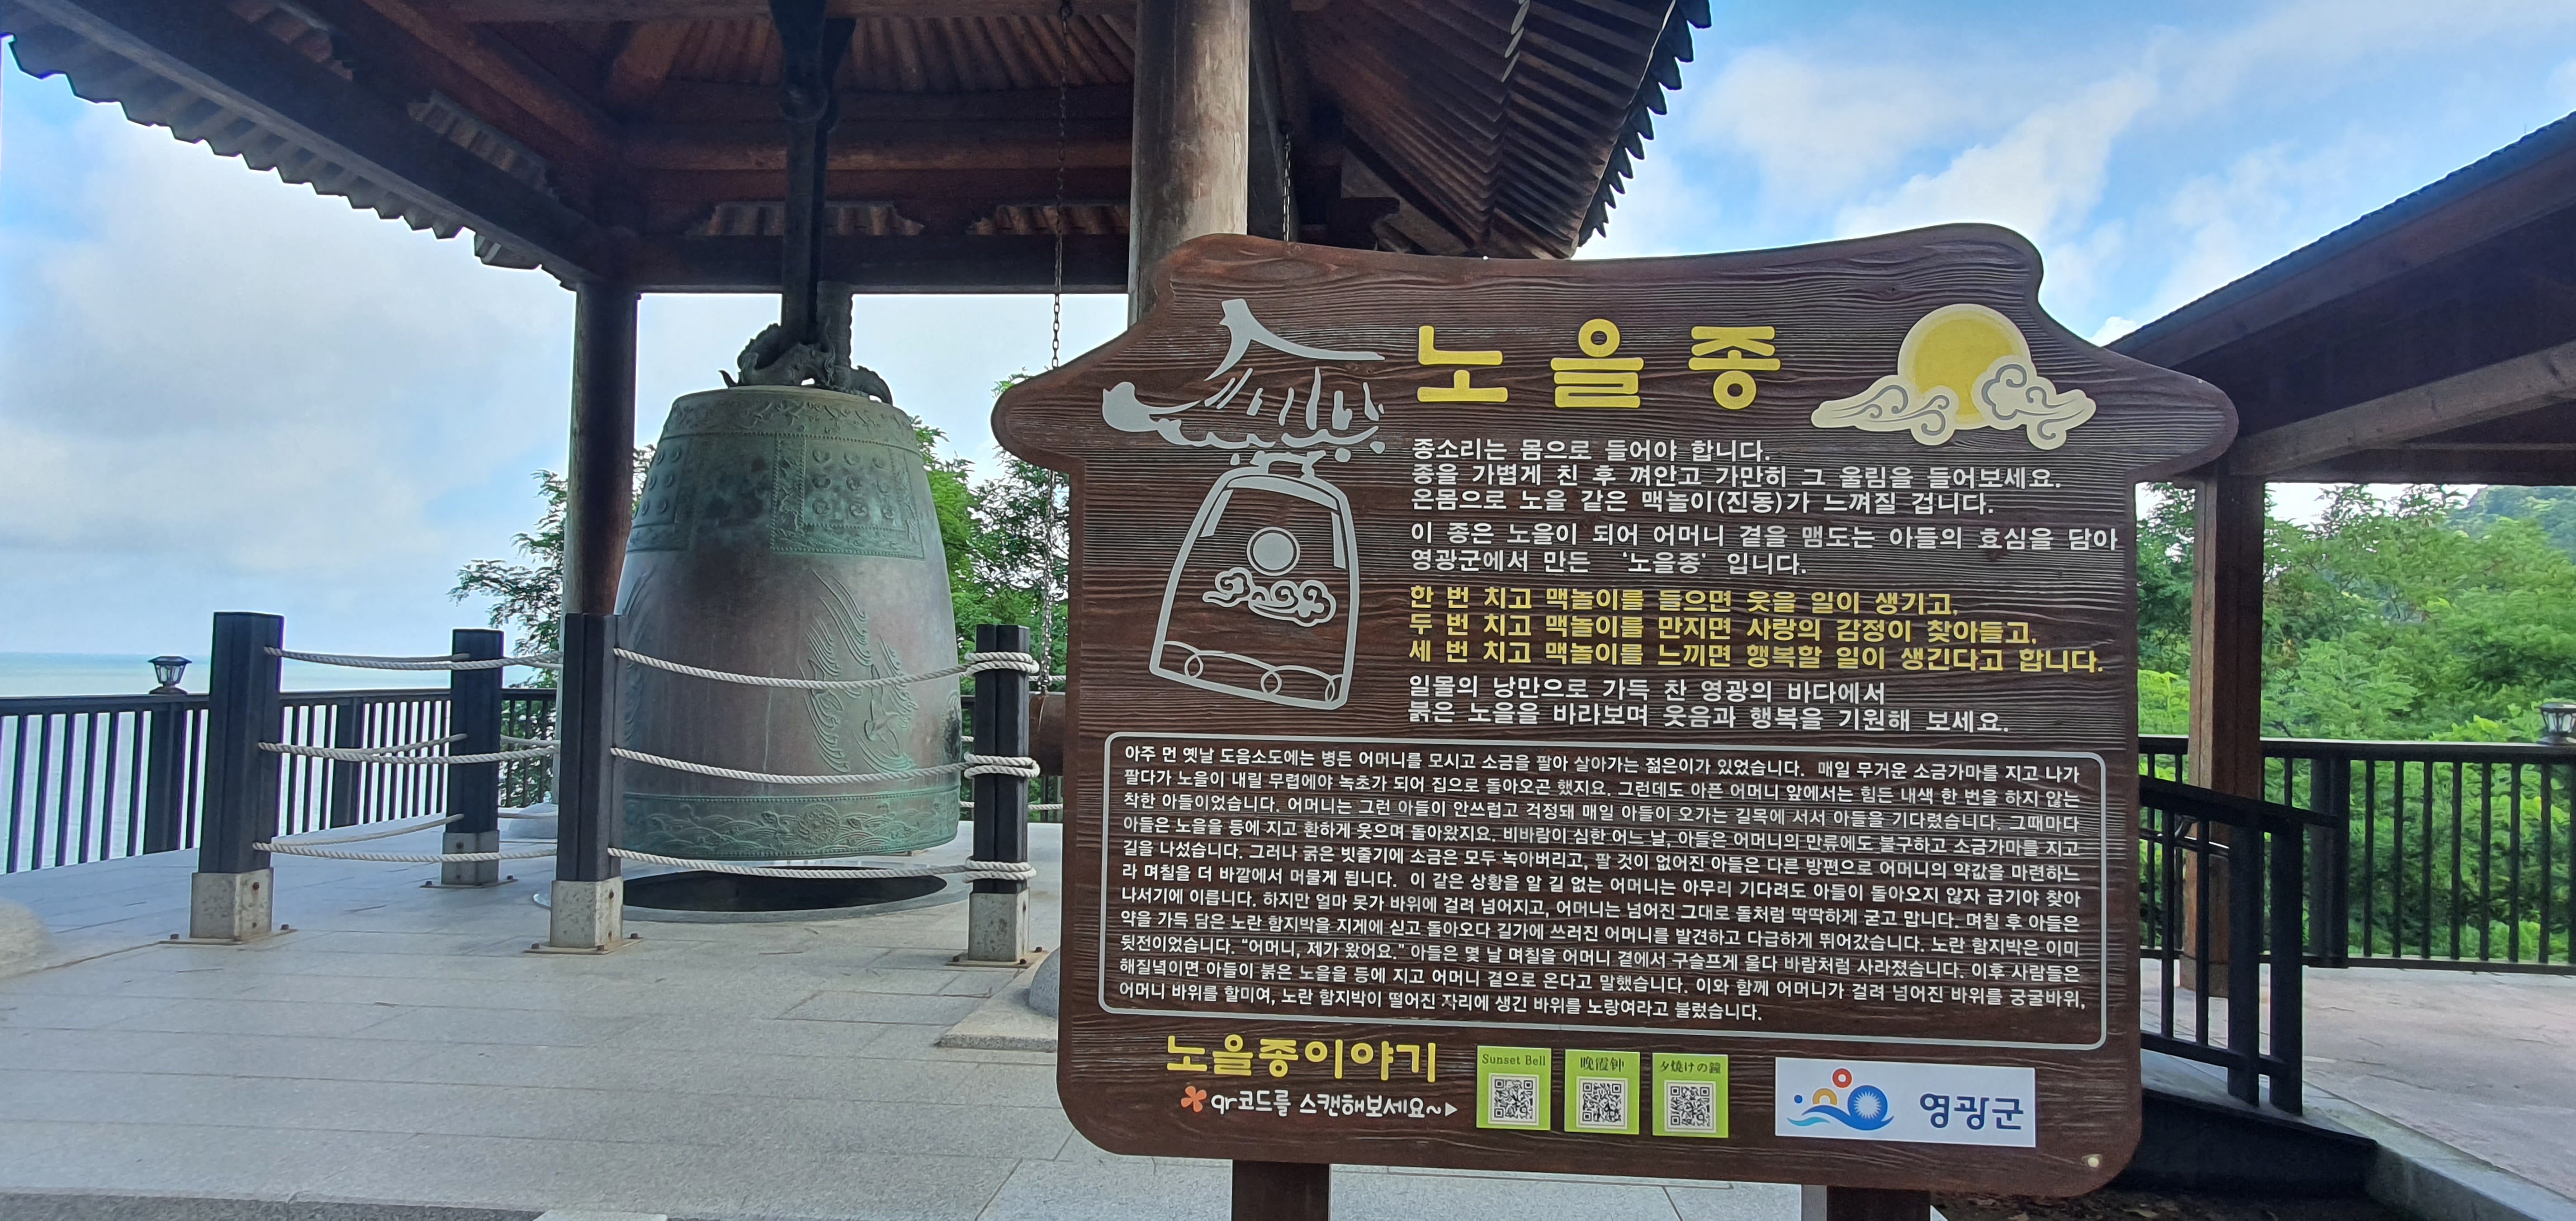 노을종
종소리는 몸으로 들어야 합니다.
종을 가볍게 친 후 껴안고 가만히 그 울림을 들어보세요.
온몸으로 노을 같은 맥놀이(진동)가 느껴질 겁니다.
이 종은 노을이 되어 어머니 곁을 맴도는 아들의 효심을 담아
영광군에서 만든 '노을종' 입니다.
한 번 치고 맥놀이를 들으면 웃을 일이 생기고,
두 번 치고 맥놀이를 만지면 사랑의 감정이 찾아들고,
세 번 치고 맥놀이를 느끼면 행복할 일이 생긴다고 합니다.
일몰의 낭만으로 가득 찬 영광의 바다에서
붉은 노을을 바라보며 웃음과 행복을 기원해 보세요.
아주 먼 옛날 도음소도에는 병든 어머니를 모시고 소금을 팔아 살아가는 젊은이가 있었습니다. 매일 무거운 소금가마를 지고 나가
팔다가 노을이 내릴 무렵에야 녹초가 되어 집으로 돌아오곤 했지요. 그런데도 아픈 어머니 앞에서는 힘든 내색 한 번을 하지 않는
착한 아들이었습니다. 어머니는 그런 아들이 안쓰럽고 걱정돼 매일 아들이 오가는 길목에 서서 아들을 기다렸습니다. 그때마다
아들은 노을을 등에 지고 환하게 웃으며 돌아왔지요. 비바람이 심한 어느 날, 아들은 어머니의 만류에도 불구하고 소금가마를 지고
길을 나섰습니다. 그러나 굵은 빗줄기에 소금은 모두 녹아버리고, 팔 것이 없어진 아들은 다른 방편으로 어머니의 약값을 마련하느
라 며칠을 더 바깥에서 머물게 됩니다. 이 같은 상황을 알 길 없는 어머니는 아무리 기다려도 아들이 돌아오지 않자 급기야 찾아
나서기에 이릅니다. 하지만 얼마 못가 바위에 걸려 넘어지고, 어머니는 넘어진 그대로 돌처럼 딱딱하게 굳고 맙니다. 며칠 후 아들은
약을 가득 담은 노란 함지박을 지게에 싣고 돌아오다 길가에 쓰러진 어머니를 발견하고 다급하게 뛰어갔습니다. 노란 함지박은 이미
뒷전이었습니다. "어머니, 제가 왔어요." 아들은 몇 날 며칠을 어머니 곁에서 구슬프게 울다 바람처럼 사라졌습니다. 이후 사람들은
해질녘이면 아들이 붉은 노을을 등에 지고 어머니 곁으로 온다고 말했습니다. 이와 함께 어머니가 걸려 넘어진 바위를 궁굴바위,
어머니 바위를 할미여, 노란 함지박이 떨어진 자리에 생긴 바위를 노랑여라고 불렀습니다.
노을종이야기
qr코드를 스캔해보세요~▶
Sunset Bell
晚霞钟
夕焼けの鐘
영광군